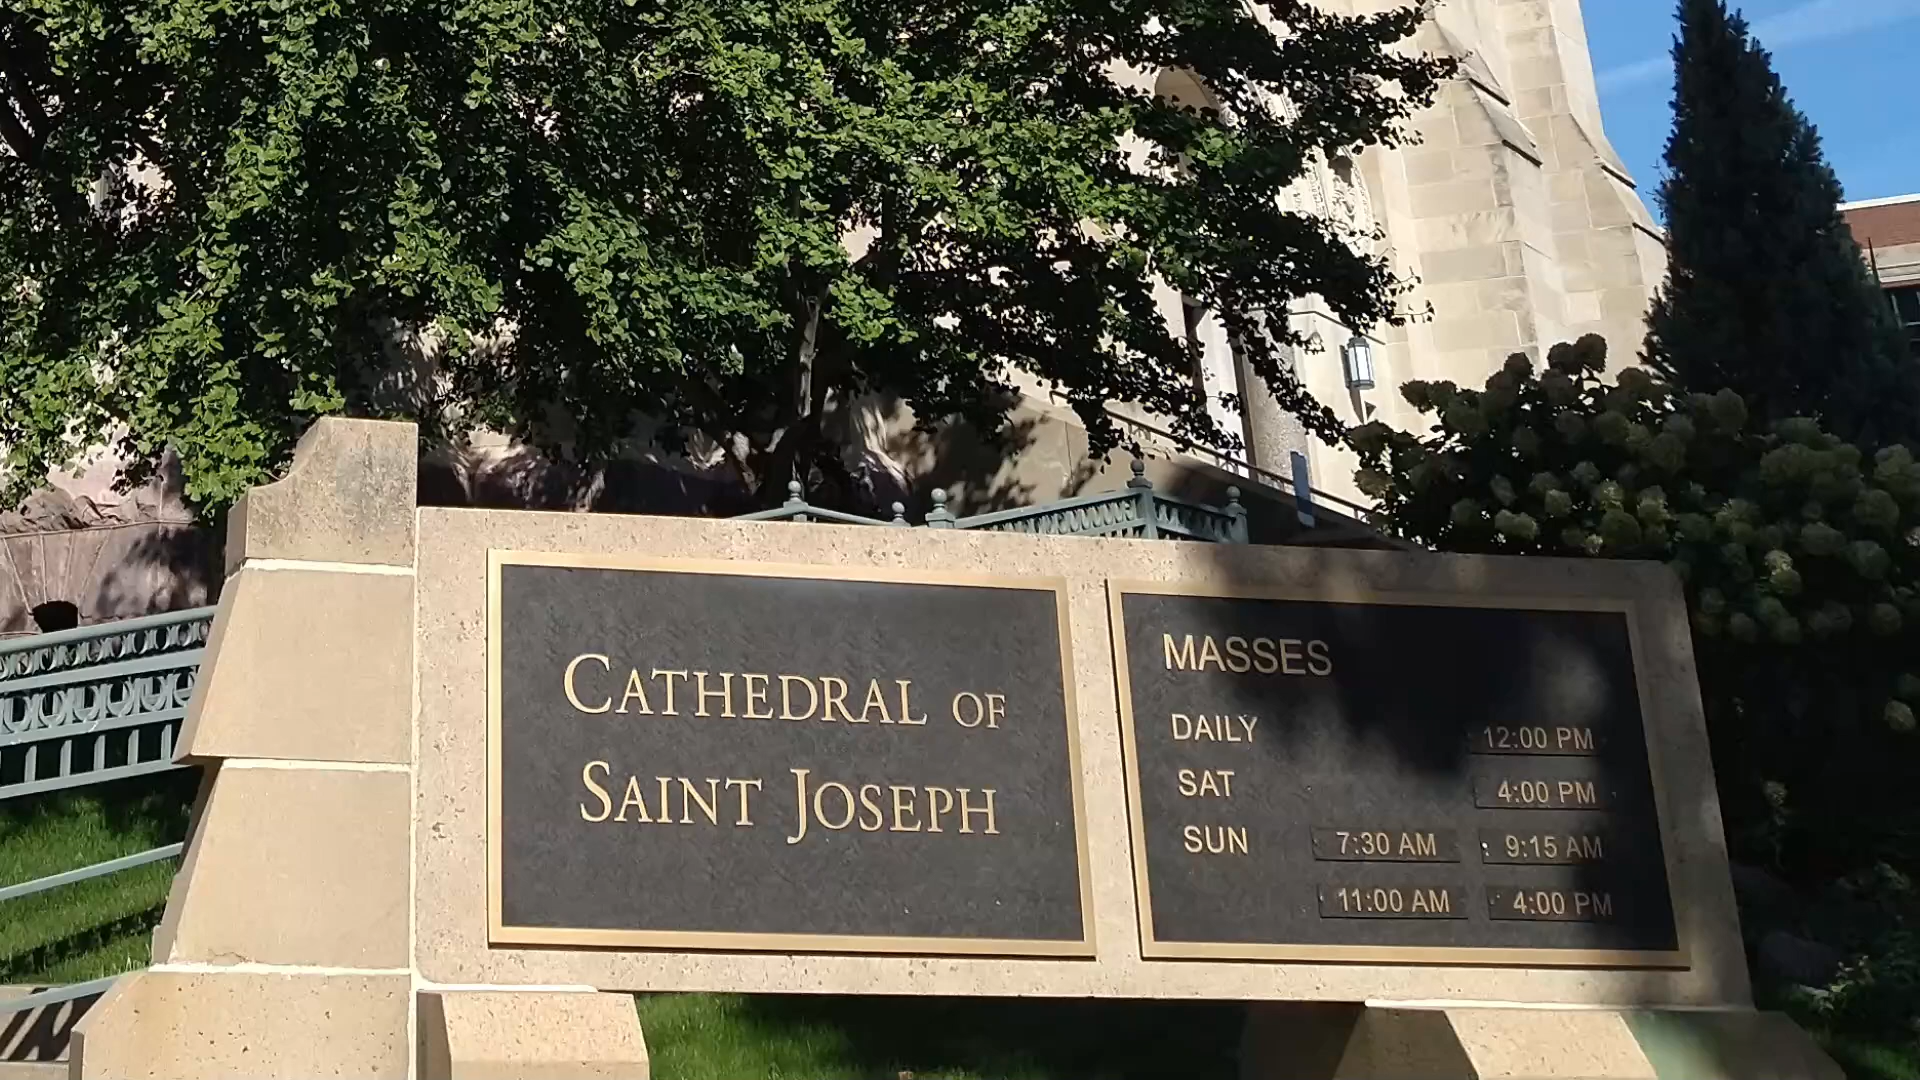 CATHEDRAL OF
SAINT JOSEPH
MASSES
DAILY 12:00 PM
SAT 4:00 PM
SUN 7:30 AM 9:15 AM
11:00 AM 4:00 PM